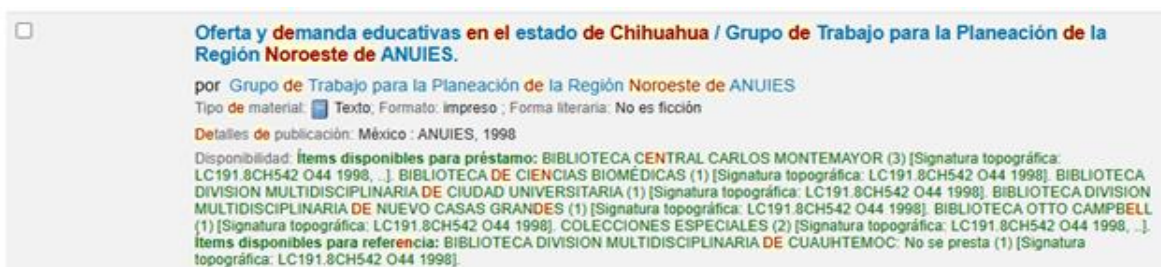 Oferta y demanda educativas en el estado de Chihuahua / Grupo de Trabajo para la Planeación de la
Región Noroeste de ANUIES.
por Grupo de Trabajo para la Planeación de la Región Noroeste de ANUIES
Tipo de material: Texto; Formato: impreso ; Forma literaria: No es ficción
Detalles de publicación: México : ANUIES, 1998
Disponibilidad: Ítems disponibles para préstamo: BIBLIOTECA CENTRAL CARLOS MONTEMAYOR (3) [Signatura topográfica:
LC191.8CH542 O44 1998, ..]. BIBLIOTECA DE CIENCIAS BIOMÉDICAS (1) [Signatura topográfica: LC191.8CH542 O44 1998]. BIBLIOTECA
DIVISION MULTIDISCIPLINARIA DE CIUDAD UNIVERSITARIA (1) [Signatura topográfica: LC191.8CH542 O44 1998]. BIBLIOTECA DIVISION
MULTIDISCIPLINARIA DE NUEVO CASAS GRANDES (1) [Signatura topográfica: LC191.8CH542 O44 1998]. BIBLIOTECA OTTO CAMPBELL
(1) [Signatura topográfica: LC191.8CH542 O44 1998]. COLECCIONES ESPECIALES (2) [Signatura topográfica: LC191.8CH542 O44 1998, ..].
Ítems disponibles para referencia: BIBLIOTECA DIVISION MULTIDISCIPLINARIA DE CUAUHTEMOC: No se presta (1) [Signatura
topográfica: LC191.8CH542 O44 1998].